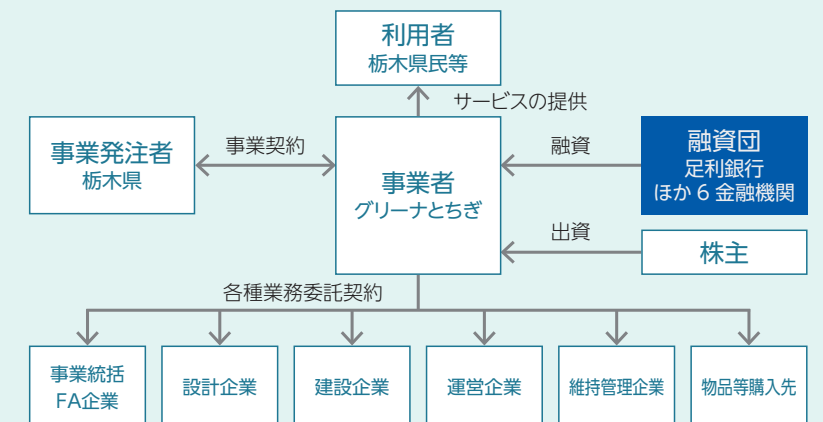 利用者
栃木県民等
サービスの提供
事業発注者
栃木県
事業契約
事業者
グリーナとちぎ
融資
融資団
足利銀行
ほか6金融機関
出資
株主
各種業務委託契約
事業統括
FA企業
設計企業
建設企業
運営企業
維持管理企業
物品等購入先